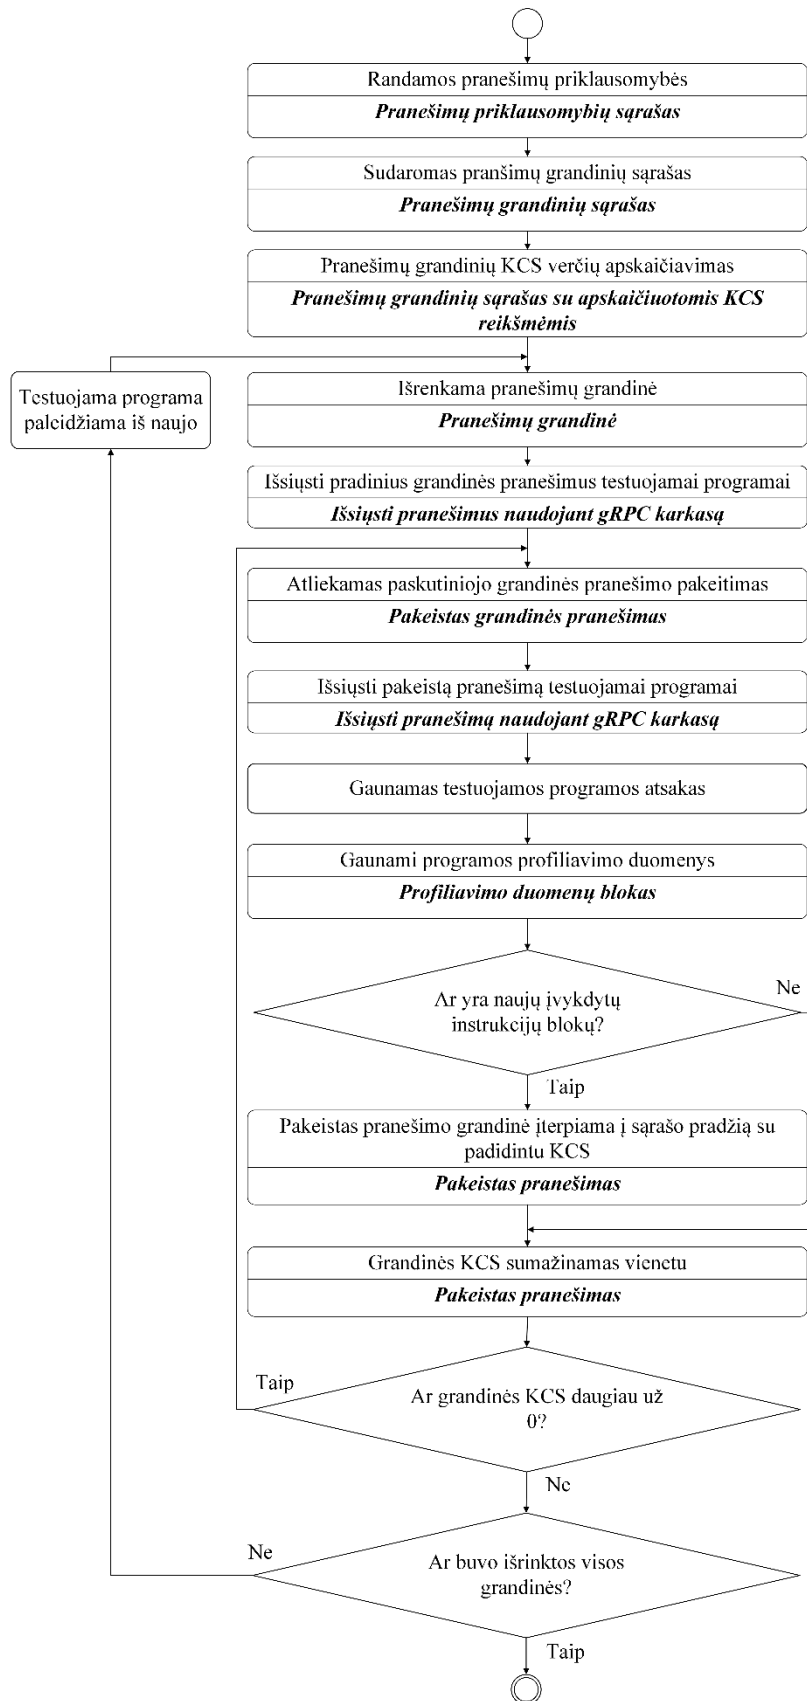 Randamos pranešimų priklausomybės
Pranešimų priklausomybių sąrašas
Sudaromas pranšimų grandinių sąrašas
Pranešimų grandinių sąrašas
Pranešimų grandinių KCS verčių apskaičiavimas
Pranešimų grandinių sąrašas su apskaičiuotomis KCS
reikšmėmis
Testuojama programa
paleidžiama iš naujo
Išrenkama pranešimų grandinė
Pranešimų grandinė
Išsiųsti pradinius grandinės pranešimus testuojamai programai
Išsiųsti pranešimus naudojant gRPC karkasą
Atliekamas paskutiniojo grandinės pranešimo pakeitimas
Pakeistas grandinės pranešimas
Išsiųsti pakeistą pranešimą testuojamai programai
Išsiųsti pranešimą naudojant gRPC karkasą
Gaunamas testuojamos programos atsakas
Gaunami programos profiliavimo duomenys
Profiliavimo duomenų blokas
Ne
Ar yra naujų įvykdytų
instrukcijų blokų?
Taip
Pakeistas pranešimo grandinė įterpiama į sąrašo pradžią su
padidintu KCS
Pakeistas pranešimas
Grandinės KCS sumažinamas vienetu
Pakeistas pranešimas
Taip
Ar grandinės KCS daugiau už
0?
Ne
Ne
Ar buvo išrinktos visos
grandinės?
Taip